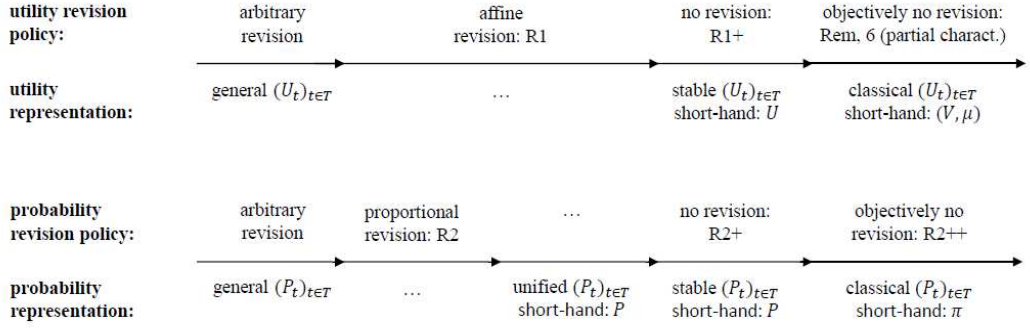 utility revision policy: arbitrary revision affine revision: R1 no revision: R1+ objectively no revision: Rem, 6 (partial charact.)
utility representation: general (U_t)_{t∈T} … stable (U_t)_{t∈T} short-hand: U classical (U_t)_{t∈T} short-hand: (V, μ)
probability revision policy: arbitrary revision proportional revision: R2 … no revision: R2+ objectively no revision: R2++
probability representation: general (P_t)_{t∈T} … unified (P_t)_{t∈T} short-hand: P stable (P_t)_{t∈T} short-hand: P classical (P_t)_{t∈T} short-hand: π